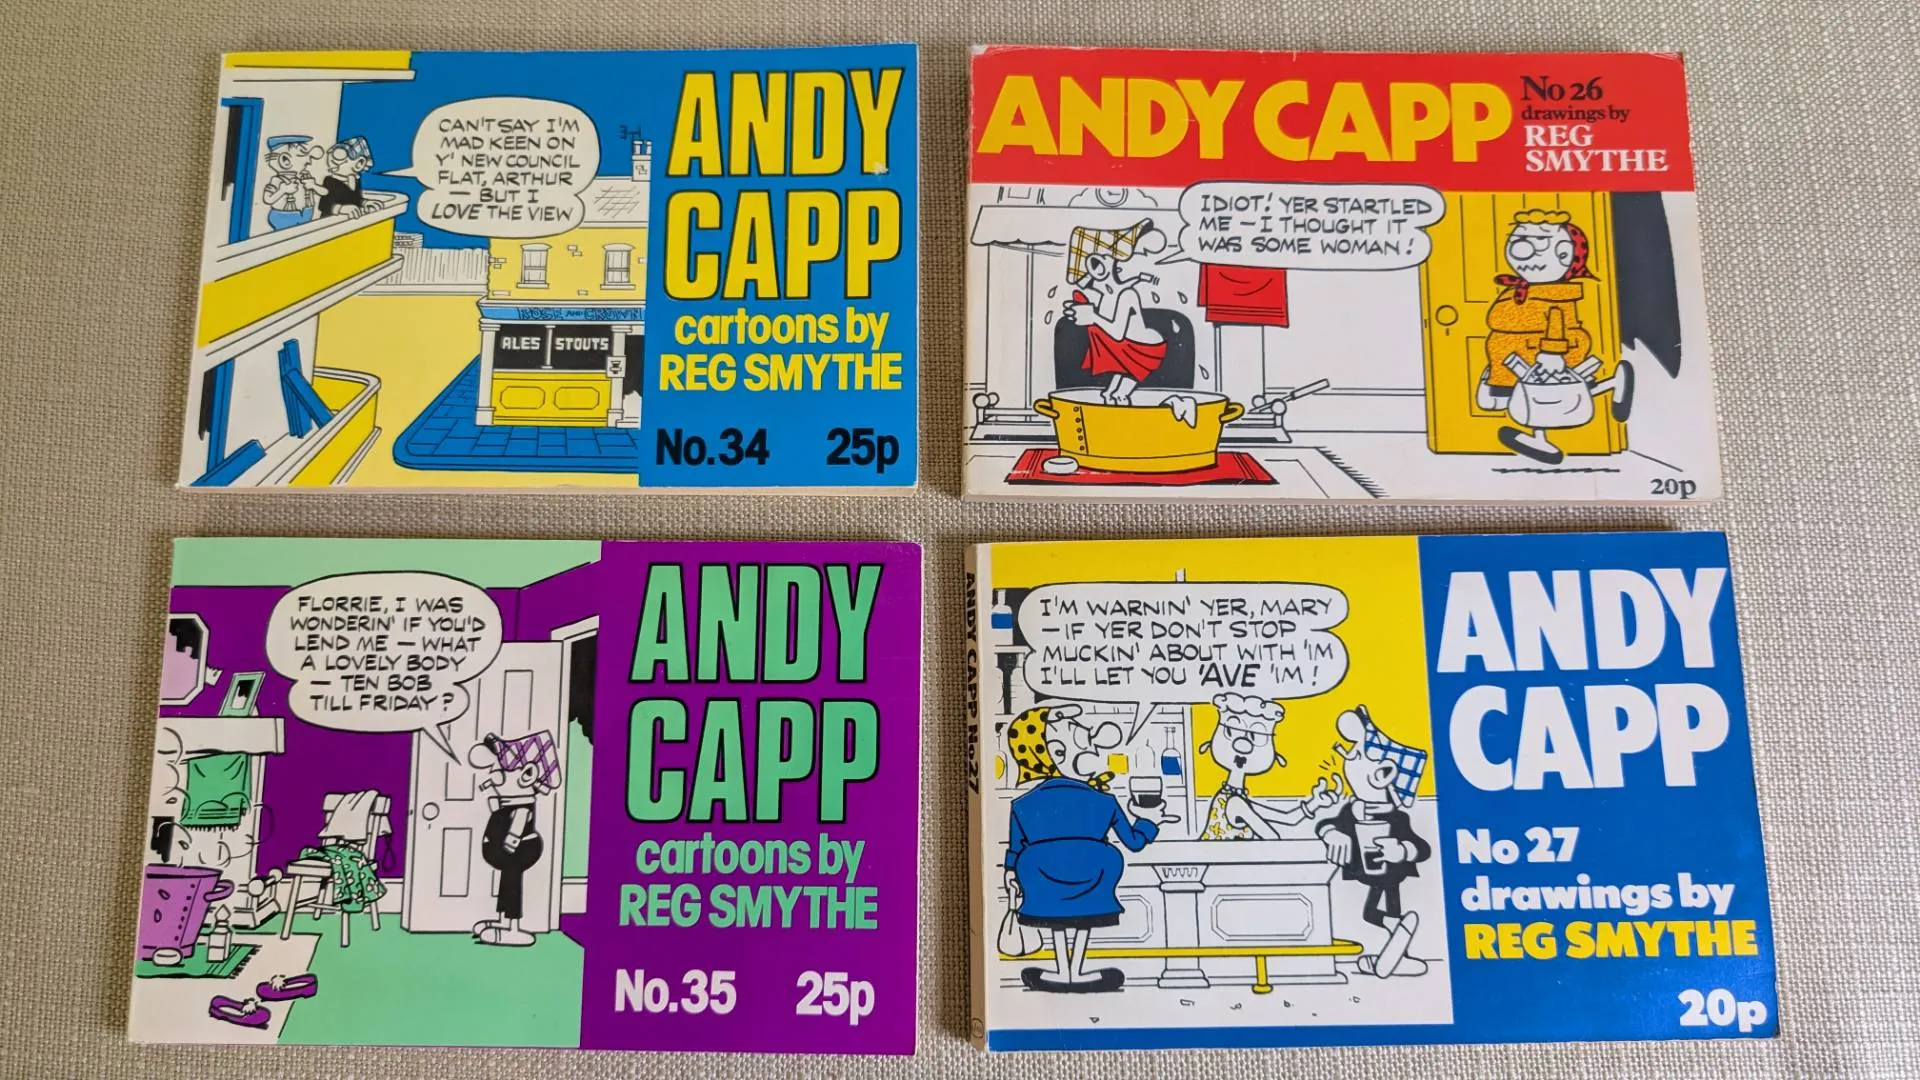 CAN'T SAY I'M
MAD KEEN ON
Y' NEW COUNCIL
FLAT, ARTHUR
— BUT I
LOVE THE VIEW
ROSE AND CROWN
ALES STOUTS
ANDY
CAPP
cartoons by
REG SMYTHE
No.34 25p
ANDY CAPP
No 26
drawings by
REG
SMYTHE
IDIOT! YER STARTLED
ME — I THOUGHT IT
WAS SOME WOMAN!
20p
FLORRIE, I WAS
WONDERIN' IF YOU'D
LEND ME — WHAT
A LOVELY BODY
— TEN BOB
TILL FRIDAY?
ANDY
CAPP
cartoons by
REG SMYTHE
No.35 25p
ANDY CAPP No27
I'M WARNIN' YER, MARY
— IF YER DON'T STOP
MUCKIN' ABOUT WITH 'IM
I'LL LET YOU 'AVE 'IM!
ANDY
CAPP
No 27
drawings by
REG SMYTHE
20p